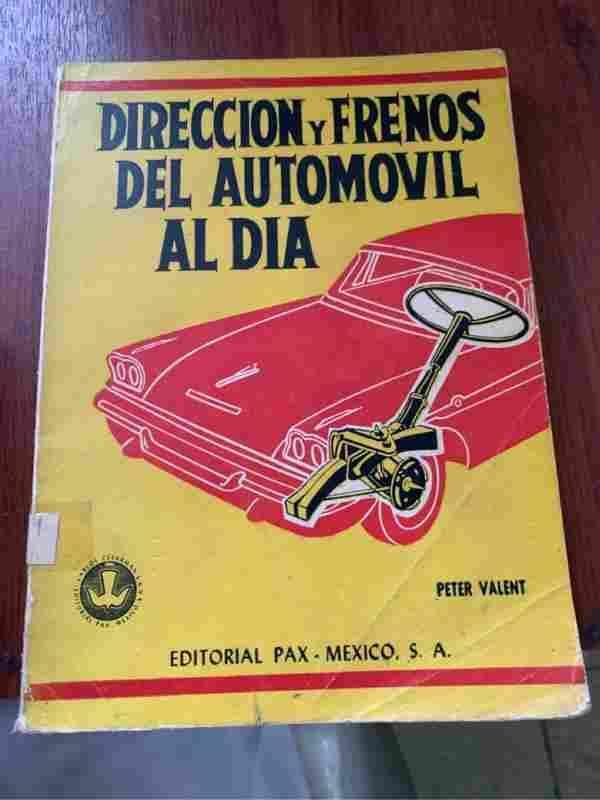 DIRECCION Y FRENOS
DEL AUTOMOVIL
AL DIA
PETER VALENT
EDITORIAL PAX - MEXICO, S. A.